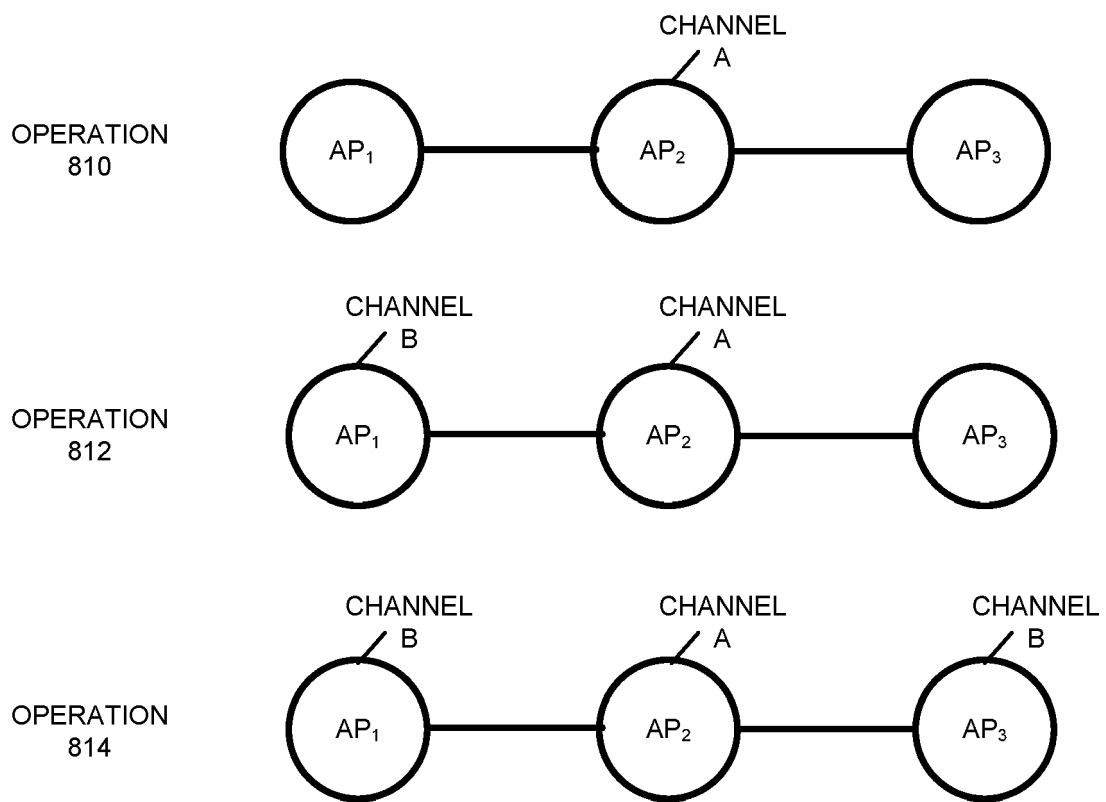 CHANNEL
A
OPERATION
810
AP₁
AP₂
AP₃
CHANNEL
B
CHANNEL
A
OPERATION
812
AP₁
AP₂
AP₃
CHANNEL
B
CHANNEL
A
CHANNEL
B
OPERATION
814
AP₁
AP₂
AP₃